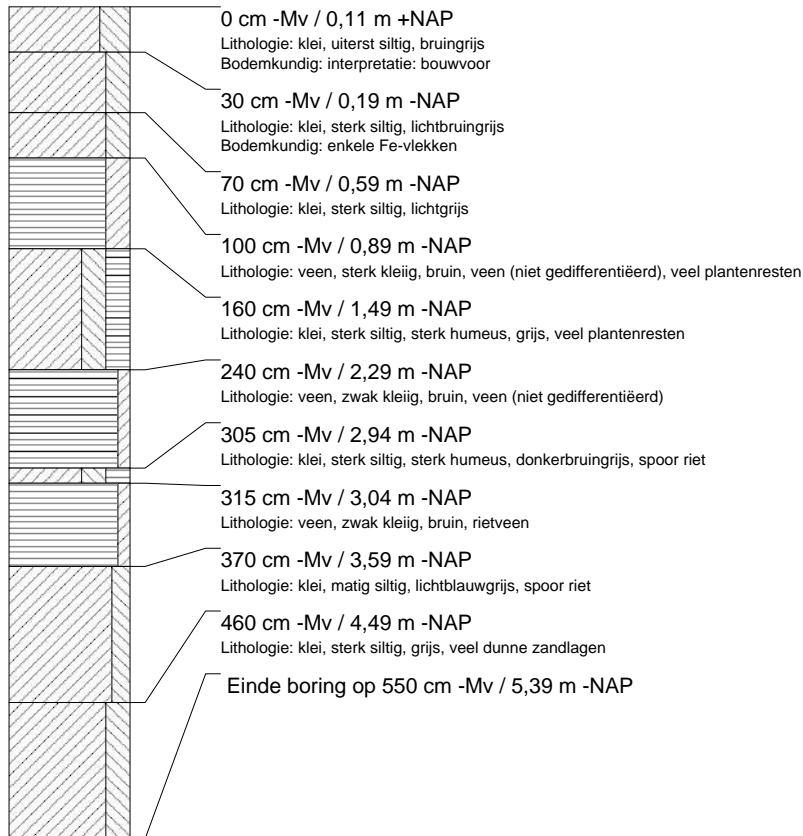 0 cm -Mv / 0,11 m +NAP
Lithologie: klei, uiterst siltig, bruingrijs
Bodemkundig: interpretatie: bouwvoor
30 cm -Mv / 0,19 m -NAP
Lithologie: klei, sterk siltig, lichtbruingrijs
Bodemkundig: enkele Fe-vlekken
70 cm -Mv / 0,59 m -NAP
Lithologie: klei, sterk siltig, lichtgrijs
100 cm -Mv / 0,89 m -NAP
Lithologie: veen, sterk kleiig, bruin, veen (niet gedifferentiëerd), veel plantenresten
160 cm -Mv / 1,49 m -NAP
Lithologie: klei, sterk siltig, sterk humeus, grijs, veel plantenresten
240 cm -Mv / 2,29 m -NAP
Lithologie: veen, zwak kleiig, bruin, veen (niet gedifferentiëerd)
305 cm -Mv / 2,94 m -NAP
Lithologie: klei, sterk siltig, sterk humeus, donkerbruingrijs, spoor riet
315 cm -Mv / 3,04 m -NAP
Lithologie: veen, zwak kleiig, bruin, rietveen
370 cm -Mv / 3,59 m -NAP
Lithologie: klei, matig siltig, lichtblauwgrijs, spoor riet
460 cm -Mv / 4,49 m -NAP
Lithologie: klei, sterk siltig, grijs, veel dunne zandlagen
Einde boring op 550 cm -Mv / 5,39 m -NAP